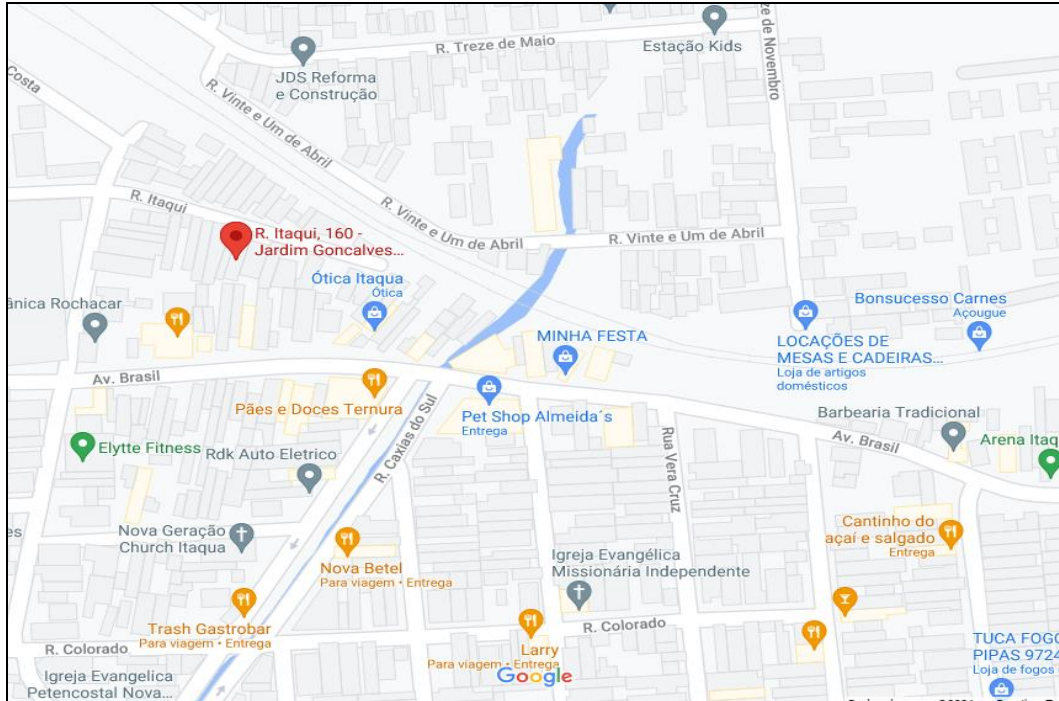 R. Treze de Maio
Estação Kids
ze de Novembro
JDS Reforma
e Construção
Costa
R. Vinte e Um de Abril
R. Itaqui
R. Vinte e Um de Abril
R. Vinte e Um de Abril
R. Itaqui, 160 -
Jardim Goncalves...
Ótica Itaqua
Ótica
ânica Rochacar
MINHA FESTA
LOCAÇÕES DE
MESAS E CADEIRAS...
Loja de artigos
domésticos
Bonsucesso Carnes
Açougue
Av. Brasil
Pães e Doces Ternura
Pet Shop Almeida´s
Entrega
Barbearia Tradicional
Av. Brasil
Arena Itaq
Elytte Fitness
Rdk Auto Eletrico
R. Caxias do Sul
Rua Vera Cruz
es
Nova Geração
Church Itaqua
Nova Betel
Para viagem • Entrega
Igreja Evangélica
Missionária Independente
Cantinho do
açaí e salgado
Entrega
Trash Gastrobar
Para viagem • Entrega
R. Colorado
R. Colorado
Larry
Para viagem • Entrega
Google
Igreja Evangelica
Petencostal Nova...
TUCA FOGO
PIPAS 9724
Loja de fogos